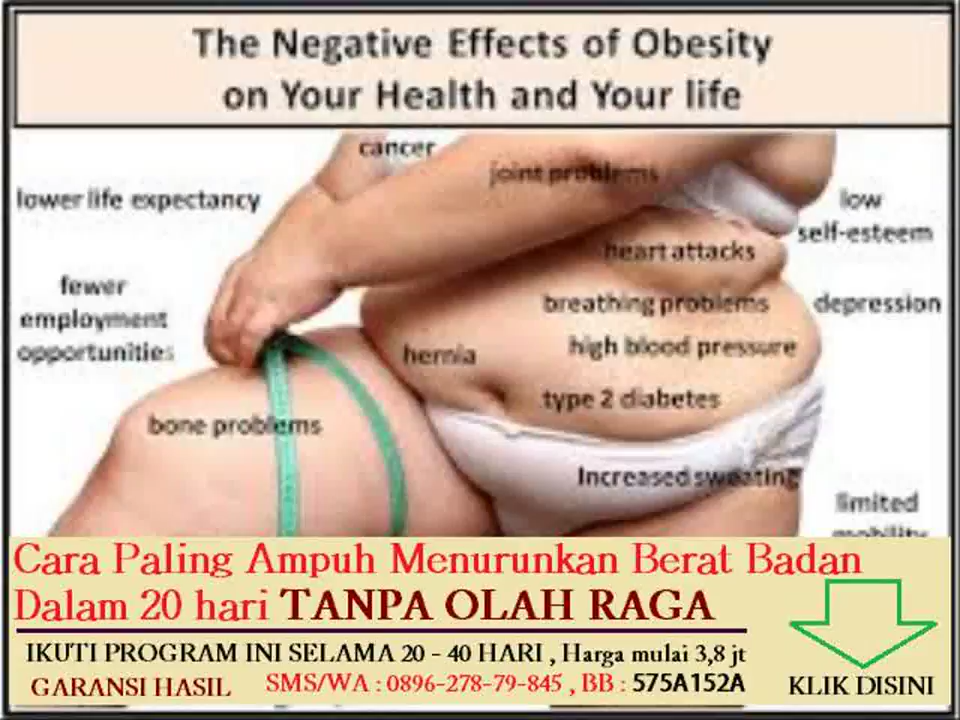 The Negative Effects of Obesity
on Your Health and Your life
cancer
joint problems
lower life expectancy
low
self-esteem
heart attacks
fewer
employment
opportunities
breathing problems
depression
hernia
high blood pressure
type 2 diabetes
bone problems
Increased sweating
limited
mobility
Cara Paling Ampuh Menurunkan Berat Badan
Dalam 20 hari TANPA OLAH RAGA
IKUTI PROGRAM INI SELAMA 20 - 40 HARI , Harga mulai 3,8 jt
GARANSI HASIL SMS/WA : 0896-278-79-845 , BB : 575A152A
KLIK DISINI